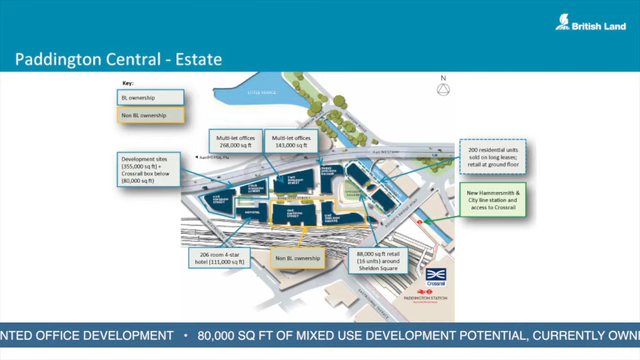 British Land
Paddington Central - Estate
Key:
BL ownership
Non BL ownership
N
Multi-let offices
268,000 sq ft
Multi-let offices
143,000 sq ft
Development sites
(355,000 sq ft) +
Crossrail box below
(80,000 sq ft)
200 residential units
sold on long leases;
retail at ground floor
New Hammersmith &
City line station and
access to Crossrail
206 room 4-star
hotel (111,000 sq ft)
Non BL ownership
88,000 sq ft retail
(16 units) around
Sheldon Square
Crossrail
PADDINGTON STATION
NTED OFFICE DEVELOPMENT • 80,000 SQ FT OF MIXED USE DEVELOPMENT POTENTIAL, CURRENTLY OWNE